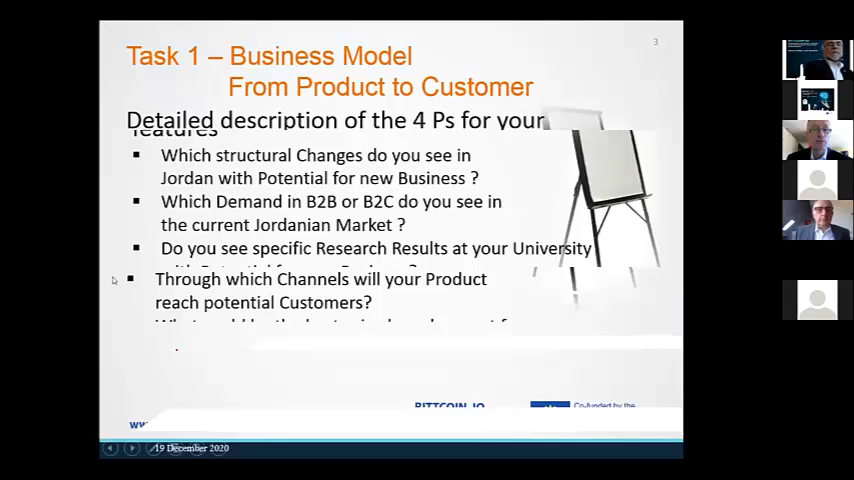 3
Task 1 – Business Model
From Product to Customer
Detailed description of the 4 Ps for your
features
▪ Which structural Changes do you see in
Jordan with Potential for new Business ?
▪ Which Demand in B2B or B2C do you see in
the current Jordanian Market ?
▪ Do you see specific Research Results at your University
▪ Through which Channels will your Product
reach potential Customers?
BITTCOIN-JO
Co-funded by the
www
19 December 2020